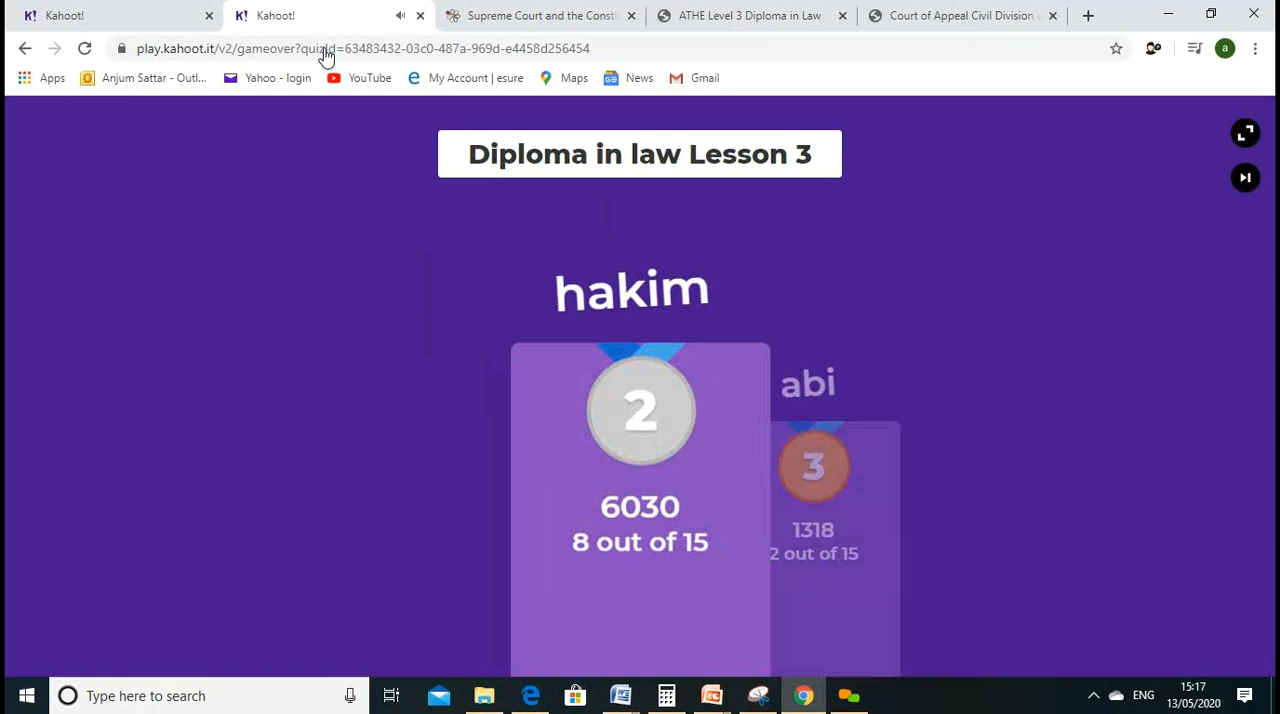 K! Kahoot!
K! Kahoot!
Supreme Court and the Consti
ATHE Level 3 Diploma in Law
Court of Appeal Civil Division o
play.kahoot.it/v2/gameover?quizId=63483432-03c0-487a-969d-e4458d256454
a
Apps
Anjum Sattar - Outl...
Yahoo - login
YouTube
My Account | esure
Maps
News
Gmail
Diploma in law Lesson 3
hakim
2
6030
8 out of 15
abi
3
1318
2 out of 15
Type here to search
ENG
15:17
13/05/2020